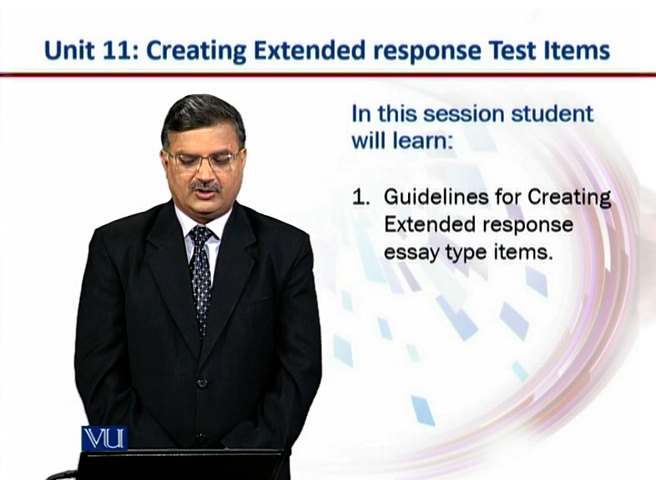 Unit 11: Creating Extended response Test Items
In this session student
will learn:
1. Guidelines for Creating
Extended response
essay type items.
VU